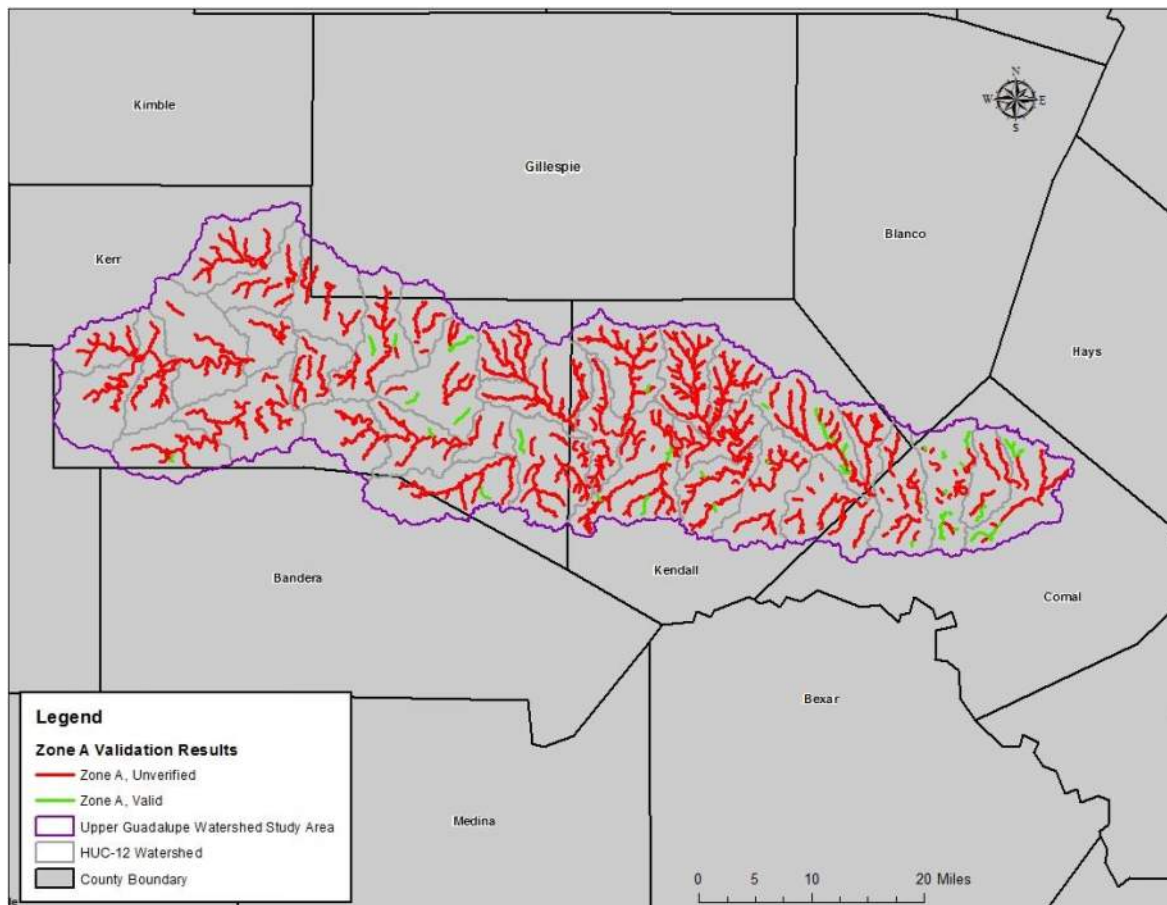 N
W E
S
Kimble
Gillespie
Blanco
Kerr
Hays
Kendall
Bandera
Comal
Bexar
Medina
Legend
Zone A Validation Results
Zone A, Unverified
Zone A, Valid
Upper Guadalupe Watershed Study Area
HUC-12 Watershed
County Boundary
0 5 10 20 Miles